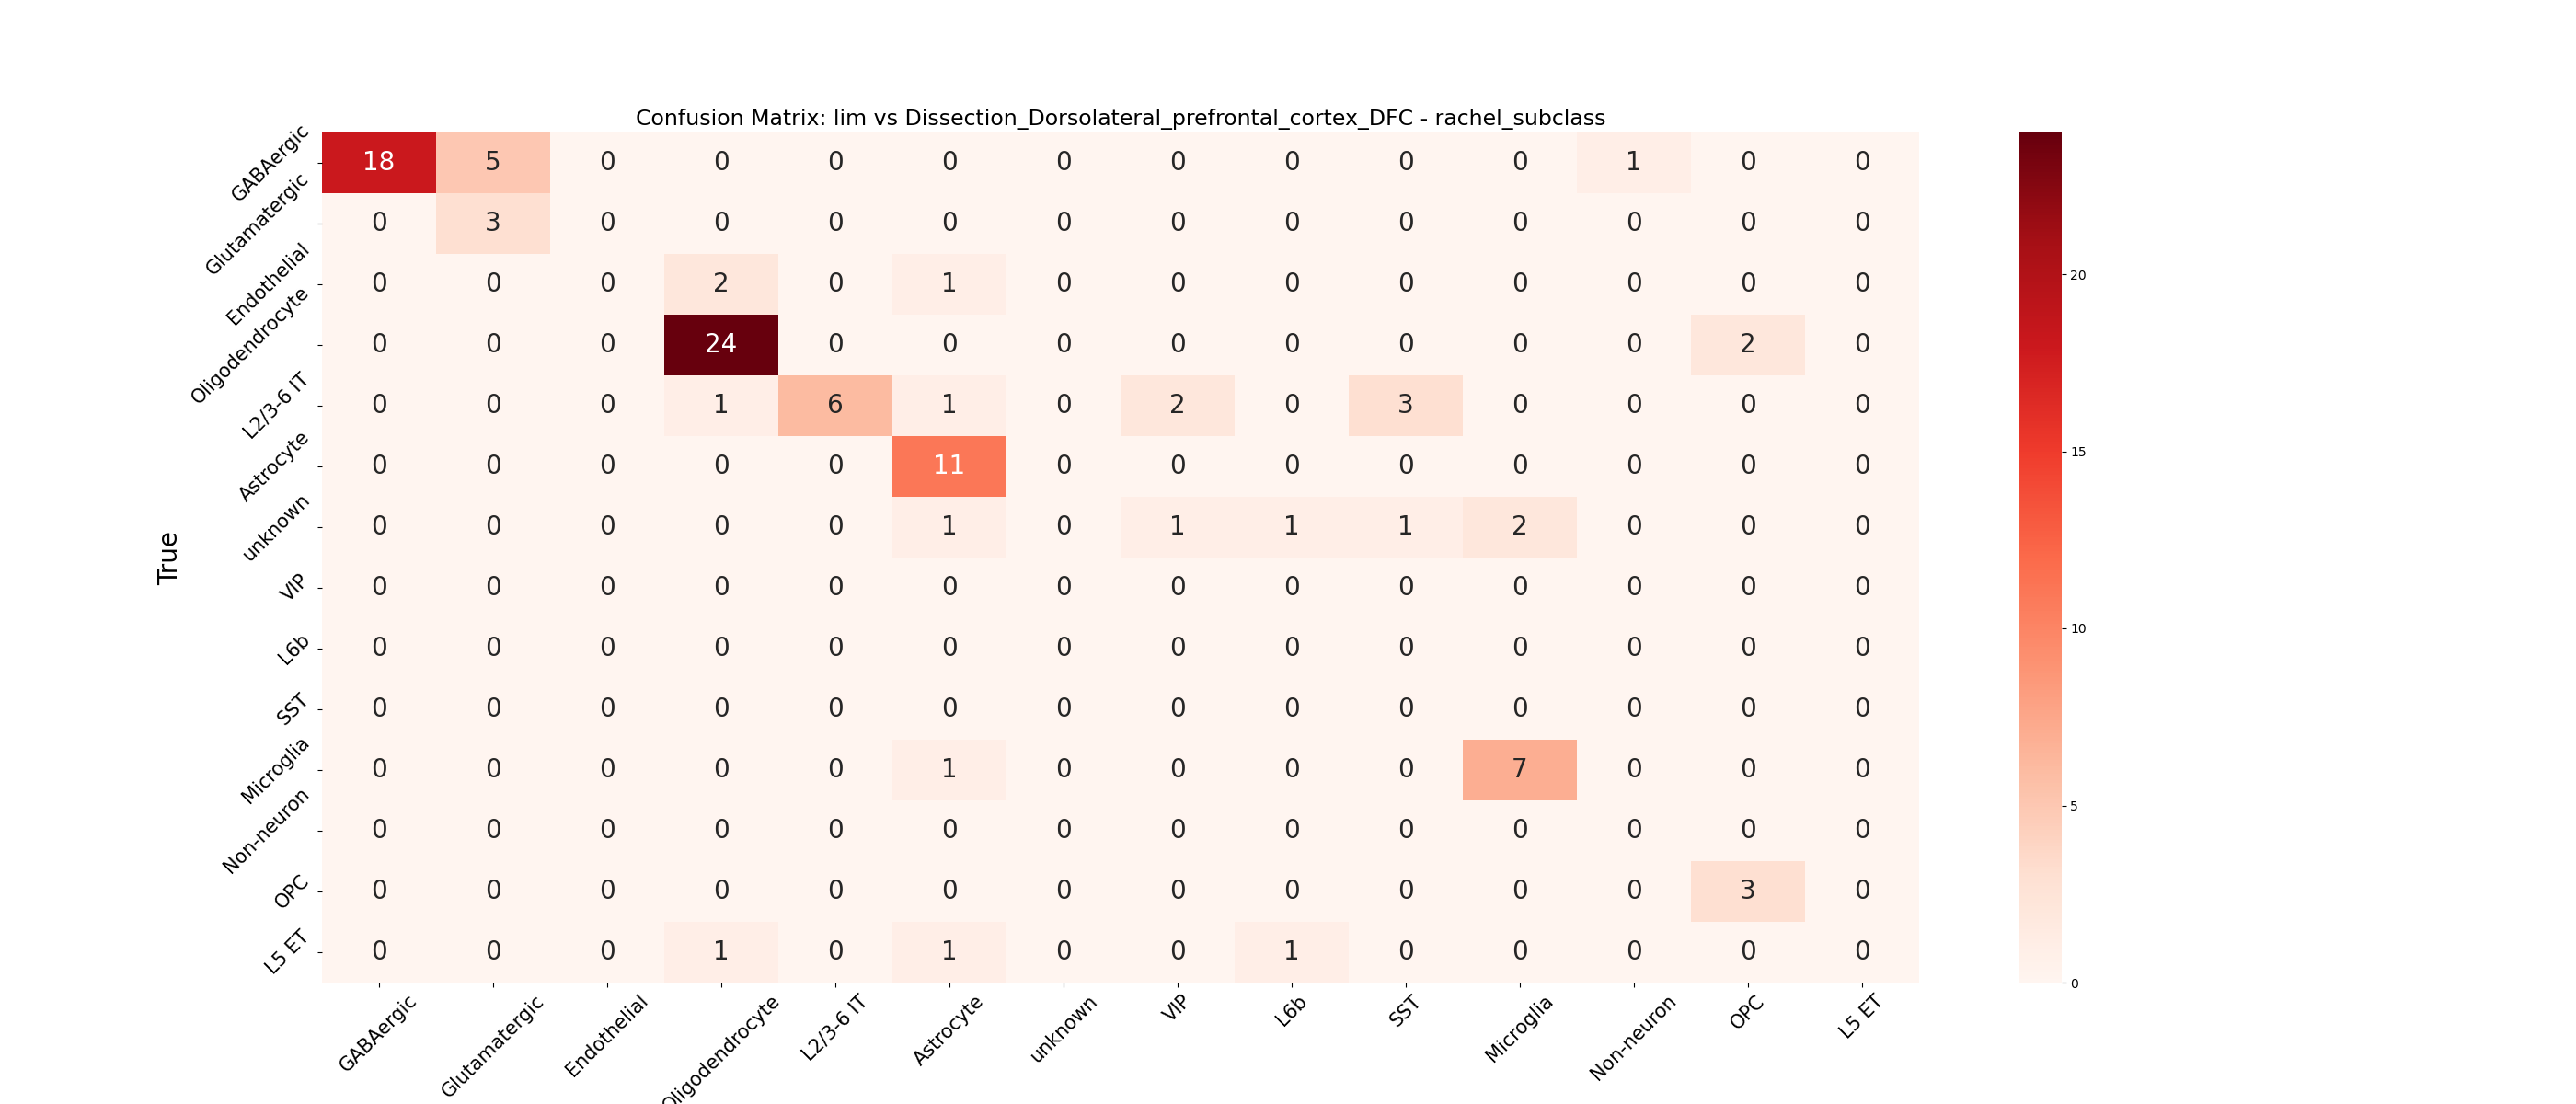 Confusion Matrix: lim vs Dissection_Dorsolateral_prefrontal_cortex_DFC - rachel_subclass
True
GABAergic 18 5 0 0 0 0 0 0 0 0 0 1 0 0
Glutamatergic 0 3 0 0 0 0 0 0 0 0 0 0 0 0
Endothelial 0 0 0 2 0 1 0 0 0 0 0 0 0 0
Oligodendrocyte 0 0 0 24 0 0 0 0 0 0 0 0 2 0
L2/3-6 IT 0 0 0 1 6 1 0 2 0 3 0 0 0 0
Astrocyte 0 0 0 0 0 11 0 0 0 0 0 0 0 0
unknown 0 0 0 0 0 1 0 1 1 1 2 0 0 0
VIP 0 0 0 0 0 0 0 0 0 0 0 0 0 0
L6b 0 0 0 0 0 0 0 0 0 0 0 0 0 0
SST 0 0 0 0 0 0 0 0 0 0 0 0 0 0
Microglia 0 0 0 0 0 1 0 0 0 0 7 0 0 0
Non-neuron 0 0 0 0 0 0 0 0 0 0 0 0 0 0
OPC 0 0 0 0 0 0 0 0 0 0 0 0 3 0
L5 ET 0 0 0 1 0 1 0 0 1 0 0 0 0 0
GABAergic Glutamatergic Endothelial Oligodendrocyte L2/3-6 IT Astrocyte unknown VIP L6b SST Microglia Non-neuron OPC L5 ET
20
15
10
5
0